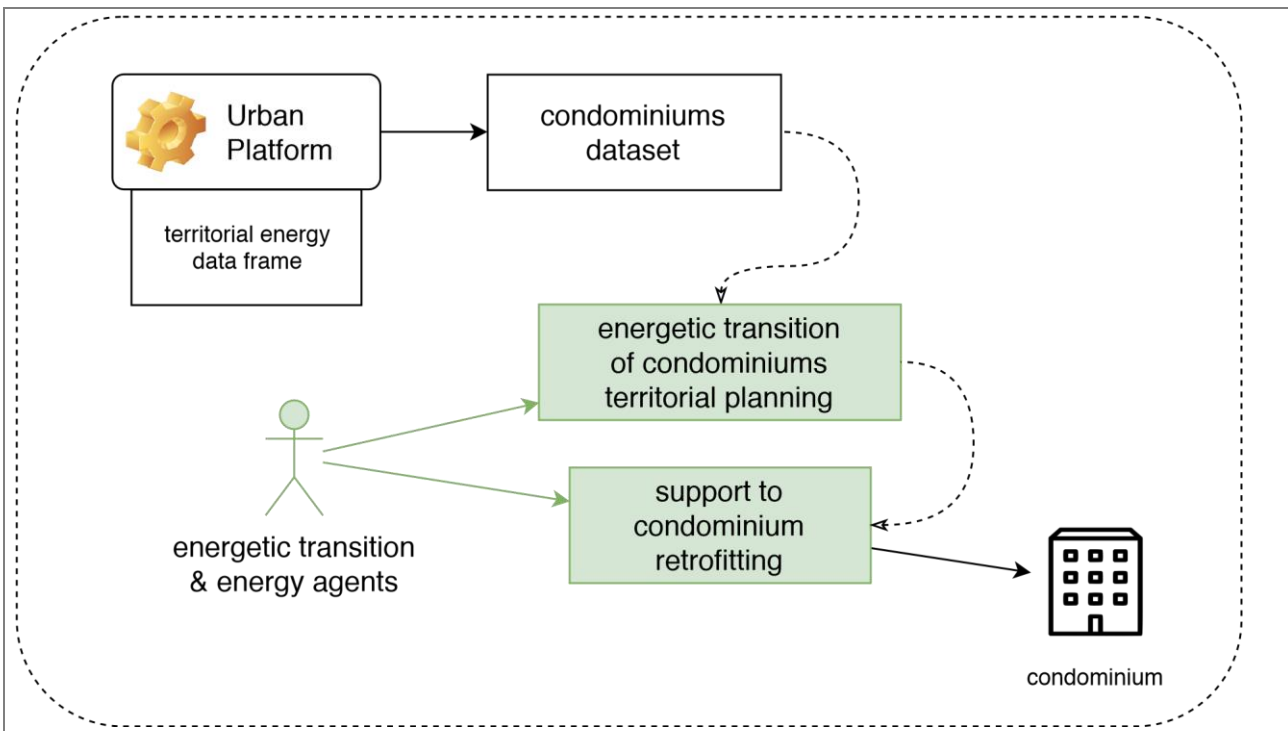 Urban
Platform
condominiums
dataset
territorial energy
data frame
energetic transition
of condominiums
territorial planning
support to
condominium
retrofitting
energetic transition
& energy agents
condominium